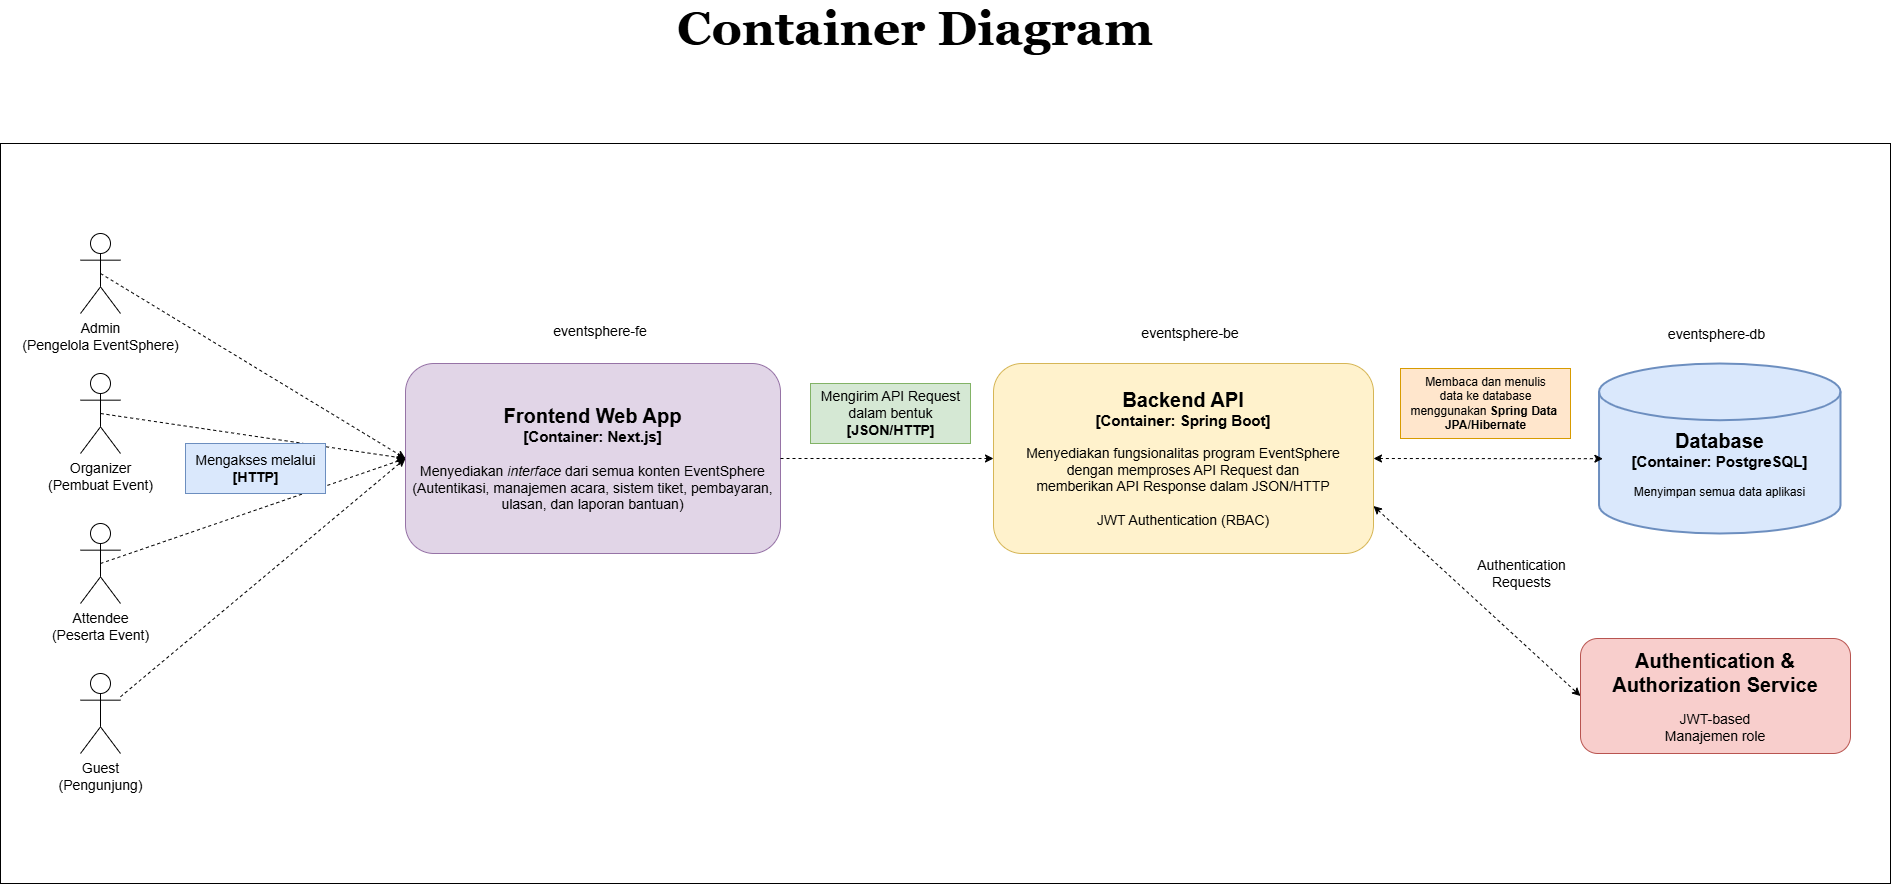 Container Diagram
Admin
(Pengelola EventSphere)
Organizer
(Pembuat Event)
Attendee
(Peserta Event)
Guest
(Pengunjung)
Mengakses melalui
[HTTP]
eventsphere-fe
Frontend Web App
[Container: Next.js]
Menyediakan interface dari semua konten EventSphere
(Autentikasi, manajemen acara, sistem tiket, pembayaran,
ulasan, dan laporan bantuan)
Mengirim API Request
dalam bentuk
[JSON/HTTP]
eventsphere-be
Backend API
[Container: Spring Boot]
Menyediakan fungsionalitas program EventSphere
dengan memproses API Request dan
memberikan API Response dalam JSON/HTTP
JWT Authentication (RBAC)
Membaca dan menulis
data ke database
menggunakan Spring Data
JPA/Hibernate
eventsphere-db
Database
[Container: PostgreSQL]
Menyimpan semua data aplikasi
Authentication
Requests
Authentication &
Authorization Service
JWT-based
Manajemen role